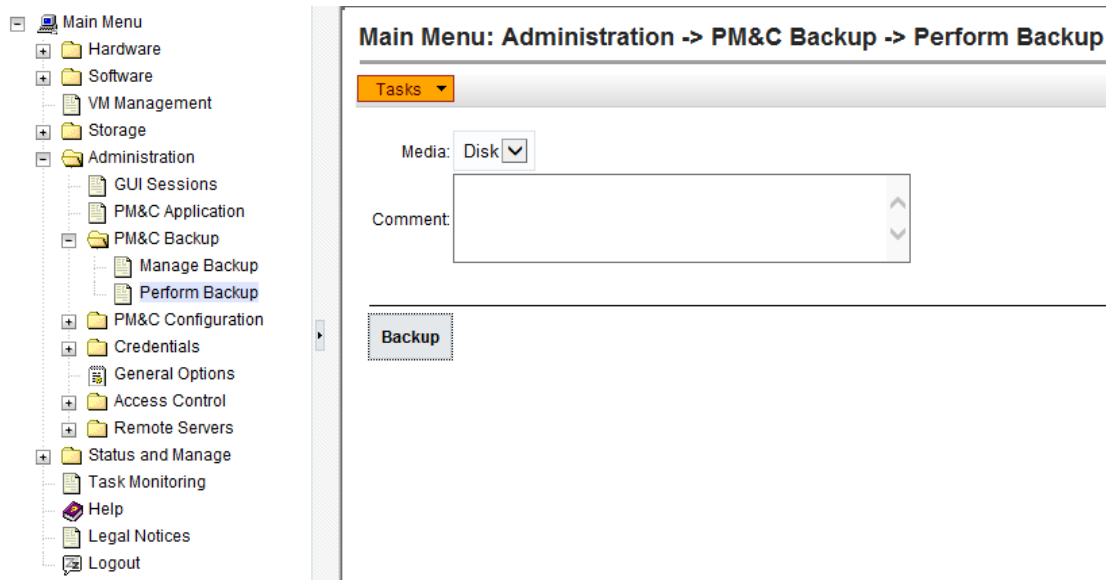 Main Menu
Hardware
Software
VM Management
Storage
Administration
GUI Sessions
PM&C Application
PM&C Backup
Manage Backup
Perform Backup
PM&C Configuration
Credentials
General Options
Access Control
Remote Servers
Status and Manage
Task Monitoring
Help
Legal Notices
Logout
Main Menu: Administration -> PM&C Backup -> Perform Backup
Tasks
Media: Disk
Comment:
Backup